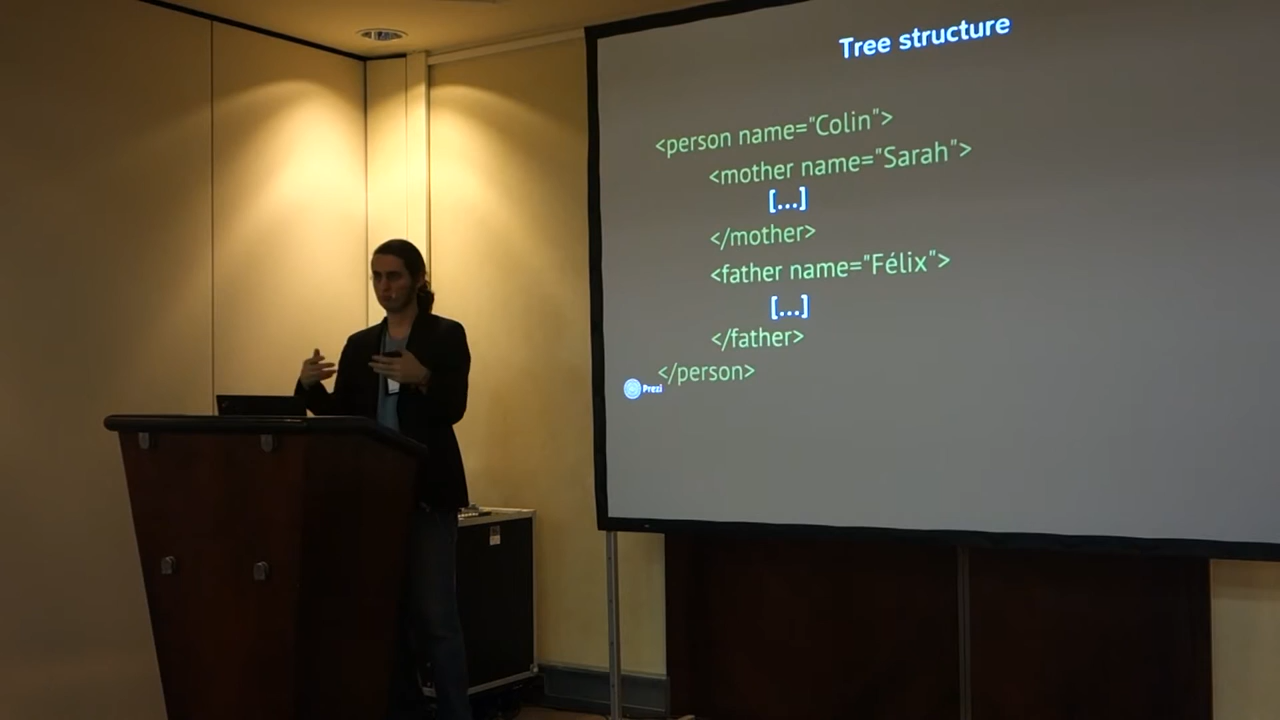 Tree structure
<person name="Colin">
<mother name="Sarah">
[...]
</mother>
<father name="Félix">
[...]
</father>
</person>
Prezi